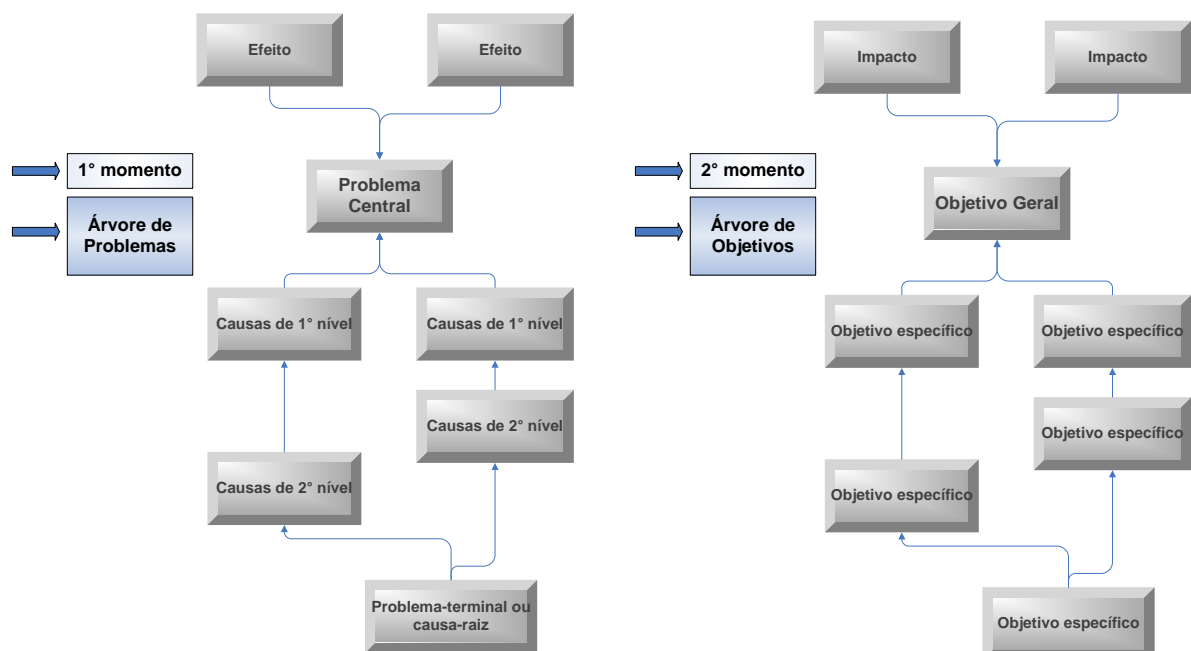 Efeito
Efeito
1° momento
Árvore de
Problemas
Problema
Central
Causas de 1° nível
Causas de 1° nível
Causas de 2° nível
Causas de 2° nível
Problema-terminal ou
causa-raiz
Impacto
Impacto
2° momento
Árvore de
Objetivos
Objetivo Geral
Objetivo específico
Objetivo específico
Objetivo específico
Objetivo específico
Objetivo específico